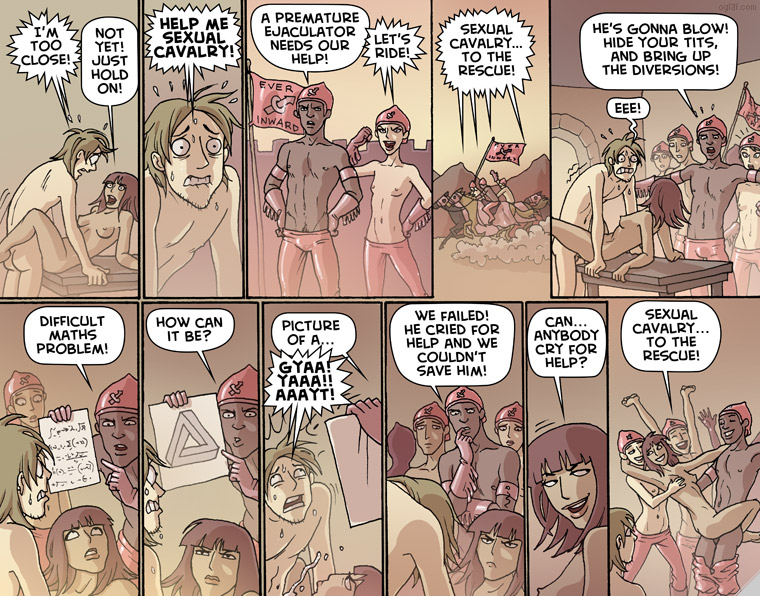 oglaf.com
I'M
TOO
CLOSE!
NOT
YET!
JUST
HOLD
ON!
HELP ME
SEXUAL
CAVALRY!
A PREMATURE
EJACULATOR
NEEDS OUR
HELP!
LET'S
RIDE!
EVER
INWARD
SEXUAL
CAVALRY...
TO THE
RESCUE!
HE'S GONNA BLOW!
HIDE YOUR TITS,
AND BRING UP
THE DIVERSIONS!
EEE!
DIFFICULT
MATHS
PROBLEM!
HOW CAN
IT BE?
PICTURE
OF A...
GYAA!
YAAA!!
AAAYT!
WE FAILED!
HE CRIED FOR
HELP AND WE
COULDN'T
SAVE HIM!
CAN...
ANYBODY
CRY FOR
HELP?
SEXUAL
CAVALRY...
TO THE
RESCUE!